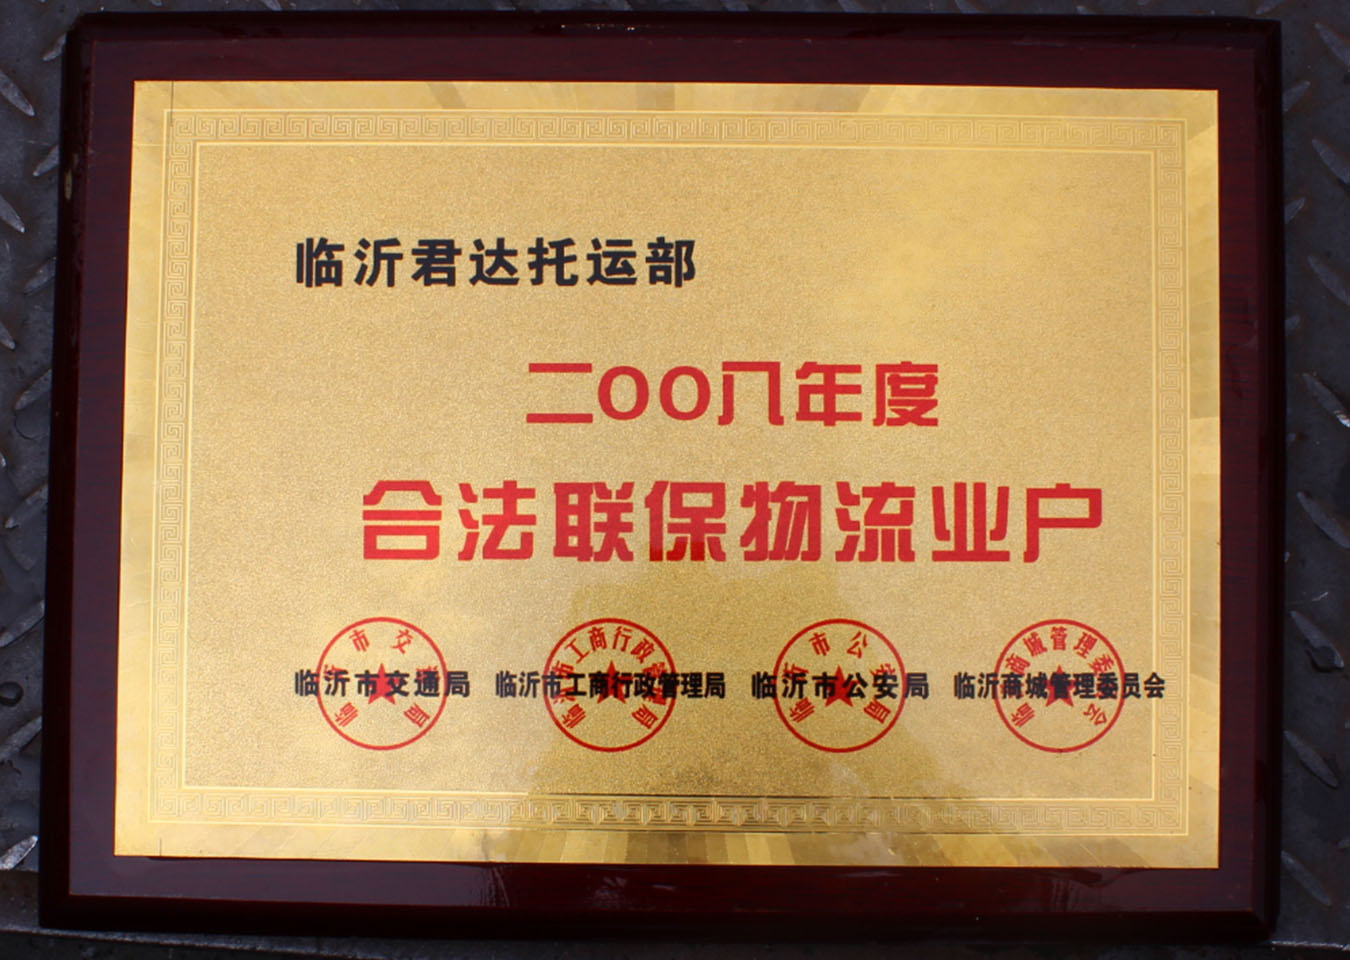 临沂君达托运部
二〇〇八年度
合法联保物流业户
临沂市交通局 临沂市工商行政管理局 临沂市公安局 临沂商城管理委员会